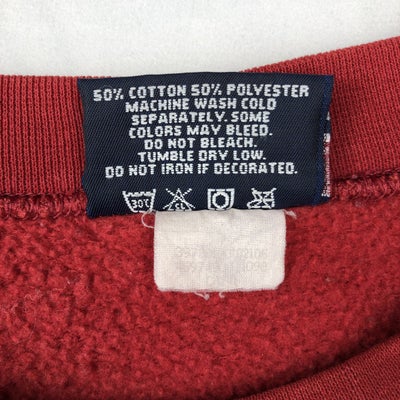 50% COTTON 50% POLYESTER
MACHINE WASH COLD
SEPARATELY. SOME
COLORS MAY BLEED.
DO NOT BLEACH.
TUMBLE DRY LOW.
DO NOT IRON IF DECORATED.
30°C